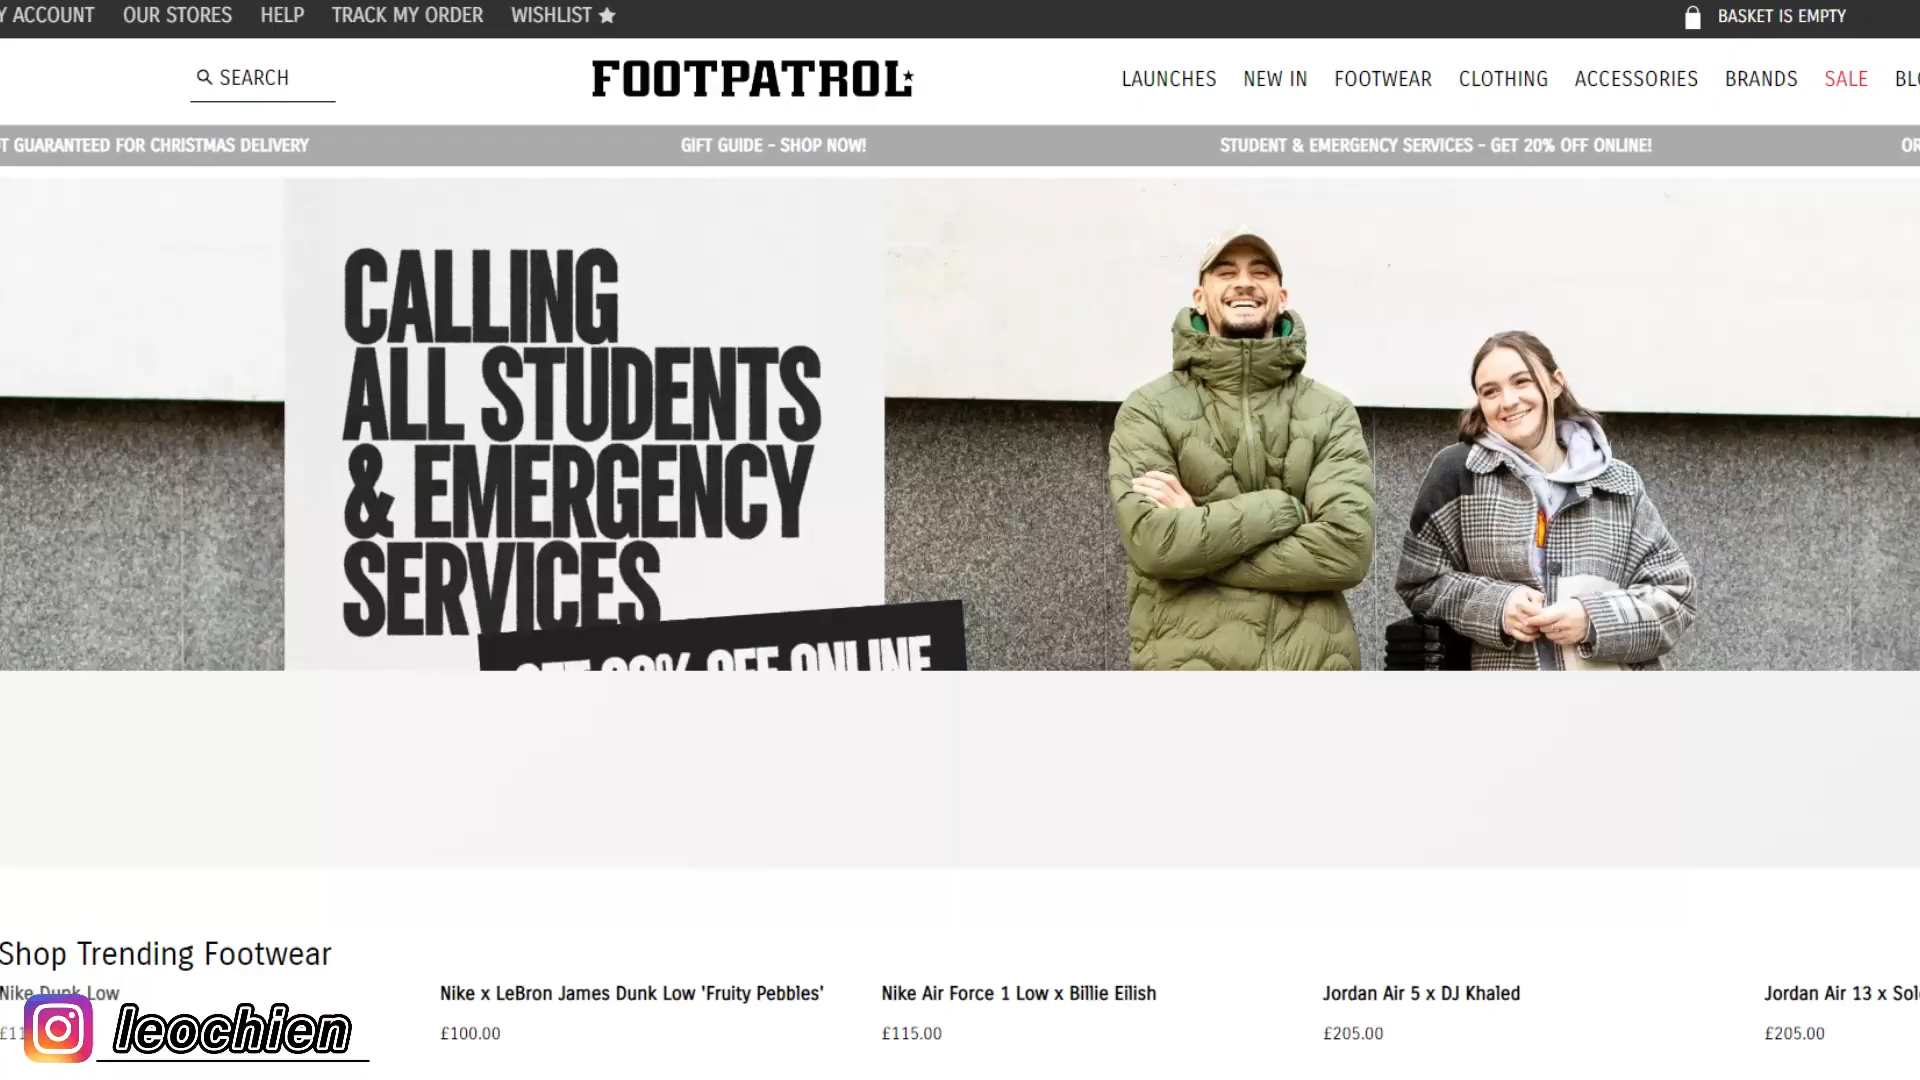 ACCOUNT OUR STORES HELP TRACK MY ORDER WISHLIST BASKET IS EMPTY
SEARCH FOOTPATROL LAUNCHES NEW IN FOOTWEAR CLOTHING ACCESSORIES BRANDS SALE
GUARANTEED FOR CHRISTMAS DELIVERY GIFT GUIDE - SHOP NOW! STUDENT & EMERGENCY SERVICES - GET 20% OFF ONLINE!
CALLING
ALL STUDENTS
& EMERGENCY
SERVICES
GET 20% OFF ONLINE
Shop Trending Footwear
Nike Dunk Low Nike x LeBron James Dunk Low 'Fruity Pebbles' Nike Air Force 1 Low x Billie Eilish Jordan Air 5 x DJ Khaled Jordan Air 13 x
£100.00 £115.00 £205.00 £205.00
leochien